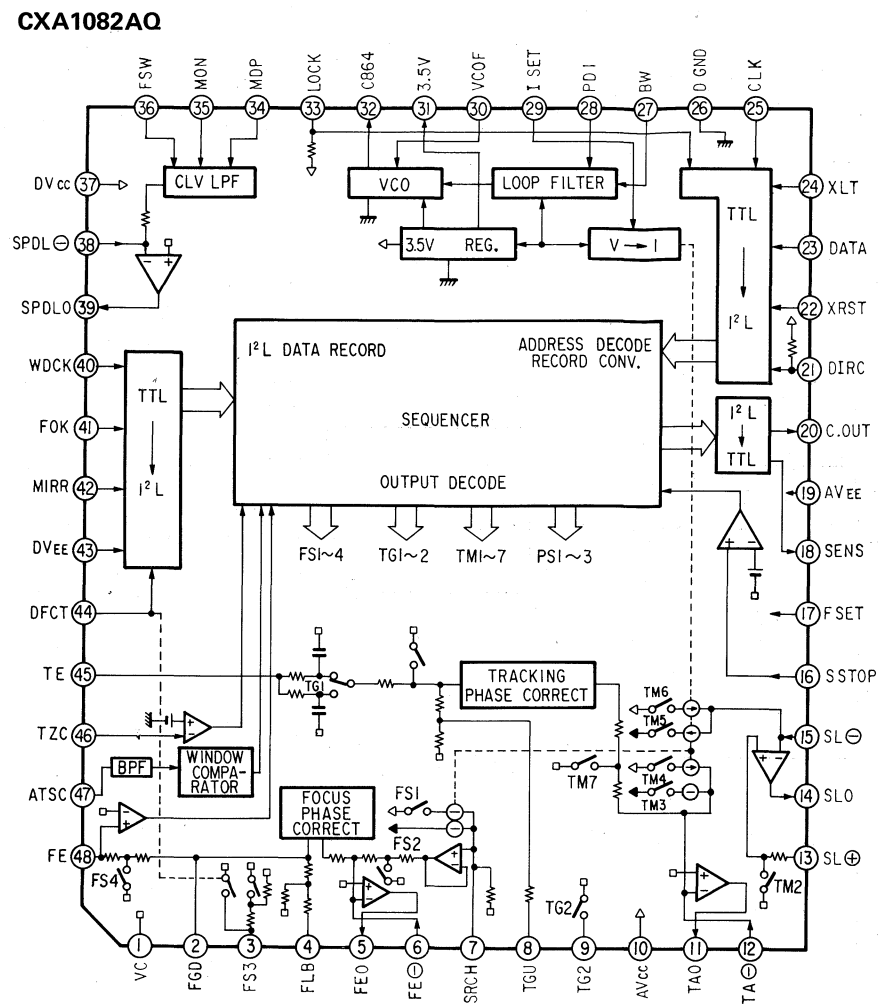 CXA1082AQ
FSW
MON
MDP
LOCK
C864
3.5V
VCOF
I SET
PDI
BW
D GND
CLK
36
35
34
33
32
31
30
29
28
27
26
25
DVcc 37
CLV LPF
VCO
LOOP FILTER
24 XLT
TTL
SPDL⊖ 38
3.5V REG.
V → I
23 DATA
− +
SPDLO 39
I²L
22 XRST
I²L DATA RECORD
ADDRESS DECODE
RECORD CONV.
WDCK 40
21 DIRC
TTL
I²L
SEQUENCER
FOK 41
20 C.OUT
TTL
OUTPUT DECODE
MIRR 42
I²L
19 AVEE
DVEE 43
+ −
18 SENS
FS1~4
TG1~2
TM1~7
PS1~3
DFCT 44
17 FSET
TE 45
TG1
TRACKING
PHASE CORRECT
16 SSTOP
TM6
TM5
TZC 46
+
−
15 SL⊖
BPF
WINDOW
COMPA-
RATOR
TM7
TM4
TM3
− +
ATSC 47
FOCUS
PHASE
CORRECT
FS1
14 SLO
− +
FE 48
FS4
FS2
− +
13 SL⊕
TM2
+
−
+
−
TG2
1
2
3
4
5
6
7
8
9
10
11
12
VC
FGD
FS3
FLB
FEO
FE⊖
SRCH
TGU
TG2
AVcc
TAO
TA⊖